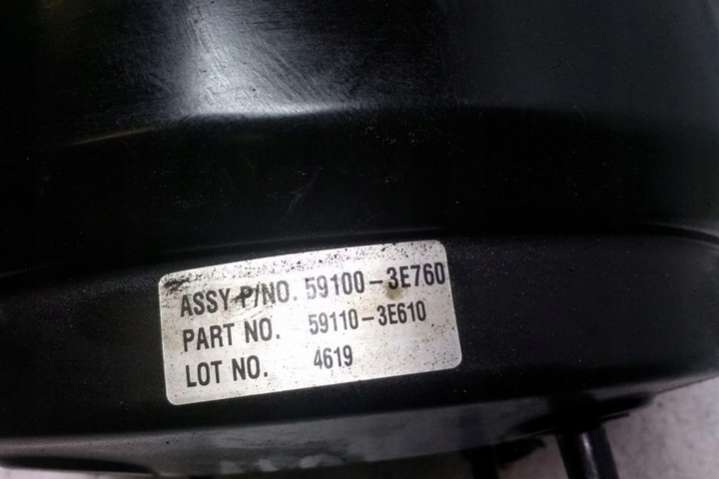 ASSY P/NO. 59100-3E760
PART NO. 59110-3E610
LOT NO. 4619